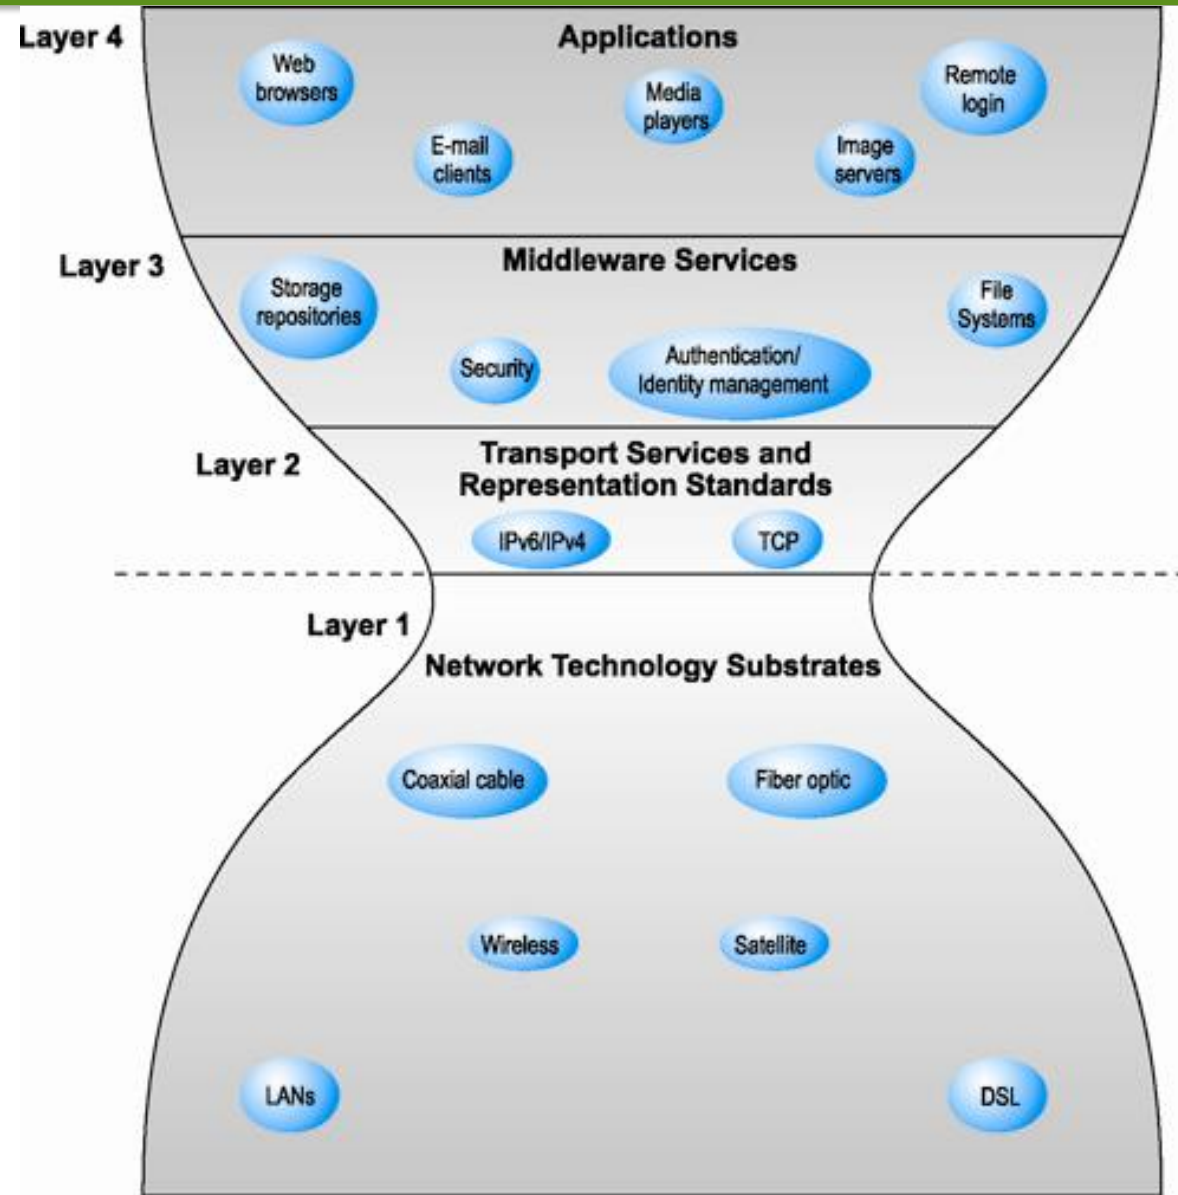 Layer 4
Applications
Web
browsers
E-mail
clients
Media
players
Image
servers
Remote
login
Layer 3
Middleware Services
Storage
repositories
Security
Authentication/
Identity management
File
Systems
Layer 2
Transport Services and
Representation Standards
IPv6/IPv4
TCP
Layer 1
Network Technology Substrates
Coaxial cable
Fiber optic
Wireless
Satellite
LANs
DSL